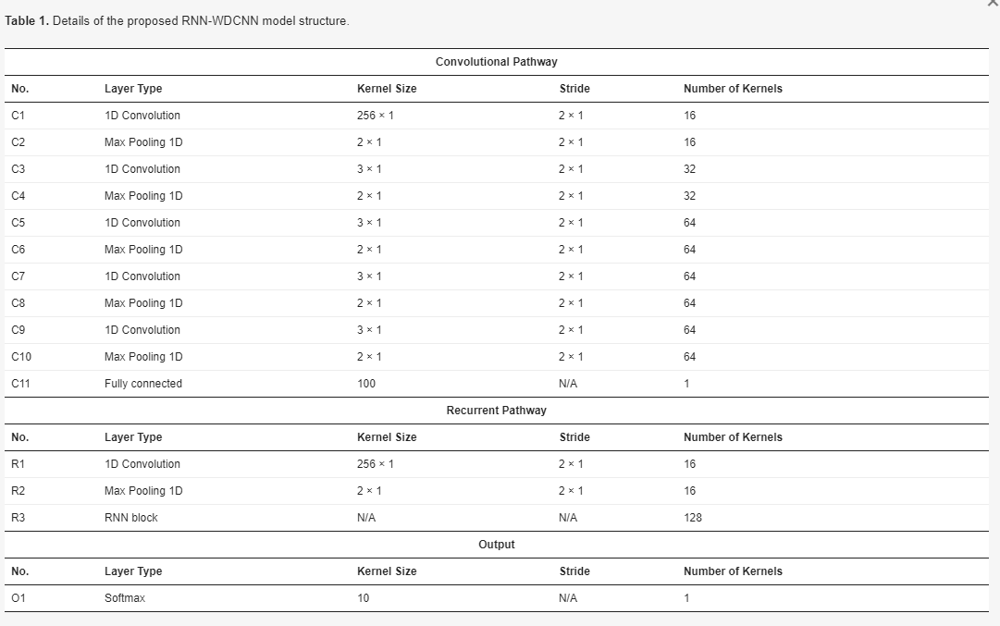 Table 1. Details of the proposed RNN-WDCNN model structure.
Convolutional Pathway
No. Layer Type Kernel Size Stride Number of Kernels
C1 1D Convolution 256 × 1 2 × 1 16
C2 Max Pooling 1D 2 × 1 2 × 1 16
C3 1D Convolution 3 × 1 2 × 1 32
C4 Max Pooling 1D 2 × 1 2 × 1 32
C5 1D Convolution 3 × 1 2 × 1 64
C6 Max Pooling 1D 2 × 1 2 × 1 64
C7 1D Convolution 3 × 1 2 × 1 64
C8 Max Pooling 1D 2 × 1 2 × 1 64
C9 1D Convolution 3 × 1 2 × 1 64
C10 Max Pooling 1D 2 × 1 2 × 1 64
C11 Fully connected 100 N/A 1
Recurrent Pathway
No. Layer Type Kernel Size Stride Number of Kernels
R1 1D Convolution 256 × 1 2 × 1 16
R2 Max Pooling 1D 2 × 1 2 × 1 16
R3 RNN block N/A N/A 128
Output
No. Layer Type Kernel Size Stride Number of Kernels
O1 Softmax 10 N/A 1